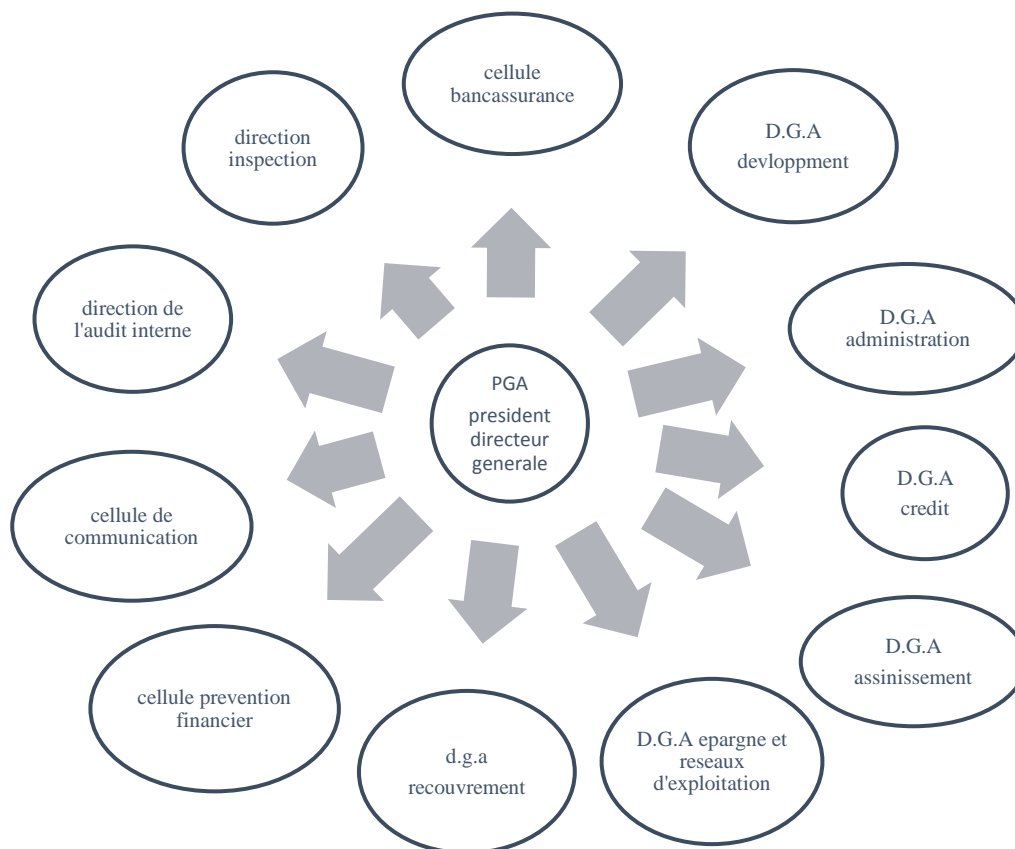 cellule
bancassurance
D.G.A
devloppment
D.G.A
administration
D.G.A
credit
D.G.A
assinissement
D.G.A epargne et
reseaux
d'exploitation
d.g.a
recouvrement
cellule prevention
financier
cellule de
communication
direction de
l'audit interne
direction
inspection
PGA
president
directeur
generale